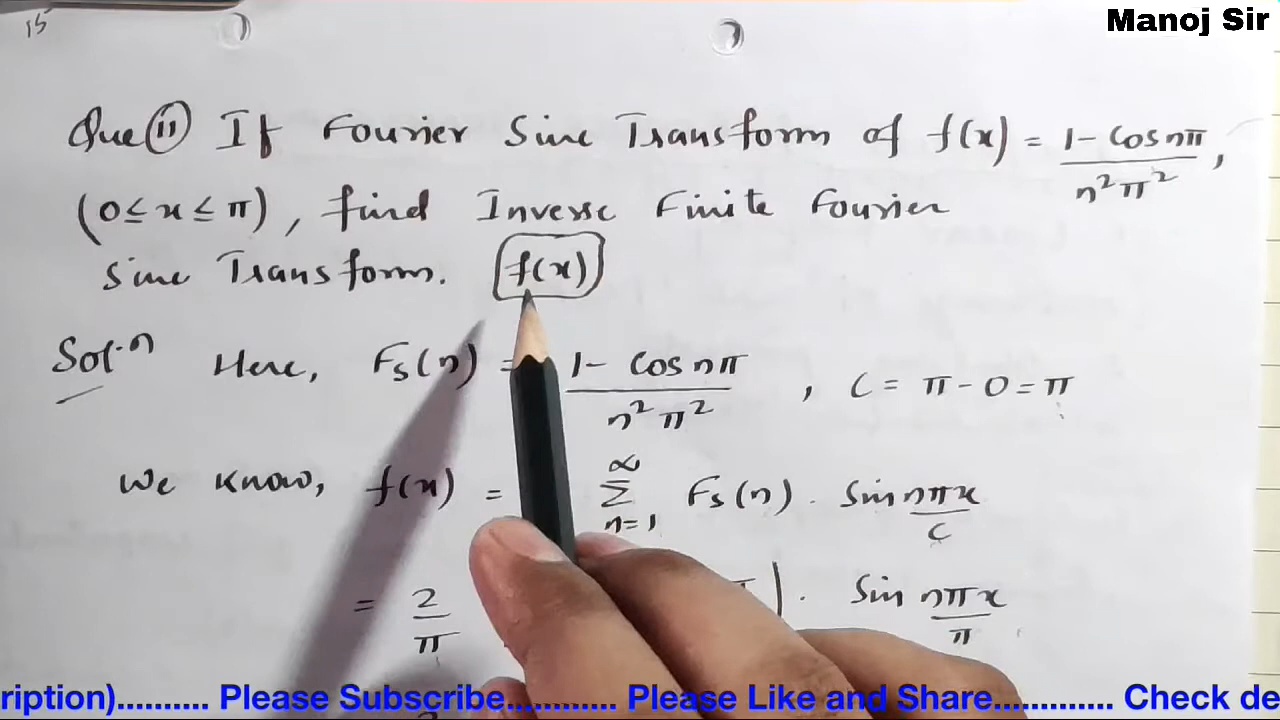 15
Manoj Sir
Que (11) If Fourier Sine Transform of f(x) = 1 - Cos nπ / n²π² ,
(0 ≤ x ≤ π), find Inverse Finite Fourier
Sine Transform. f(x)
Sol.n Here, Fs(n) = 1 - Cos nπ / n²π² , C = π - 0 = π
We know, f(x) = ∞ Σ n=1 Fs(n) . Sin nπx / C
= 2 / π ) . Sin nπx / π
ription).......... Please Subscribe............ Please Like and Share............. Check de